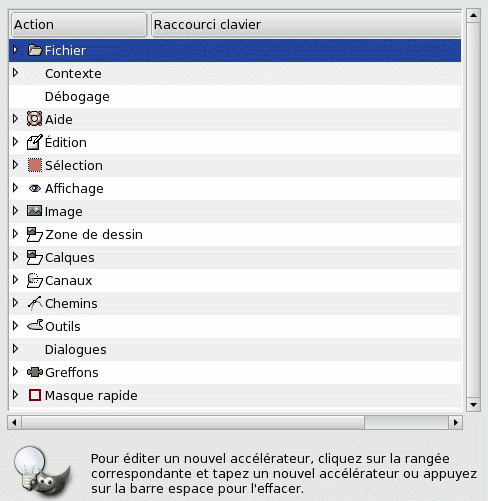 Action Raccourci clavier
Fichier
Contexte
Débogage
Aide
Édition
Sélection
Affichage
Image
Zone de dessin
Calques
Canaux
Chemins
Outils
Dialogues
Greffons
Masque rapide
Pour éditer un nouvel accélérateur, cliquez sur la rangée
correspondante et tapez un nouvel accélérateur ou appuyez
sur la barre espace pour l'effacer.